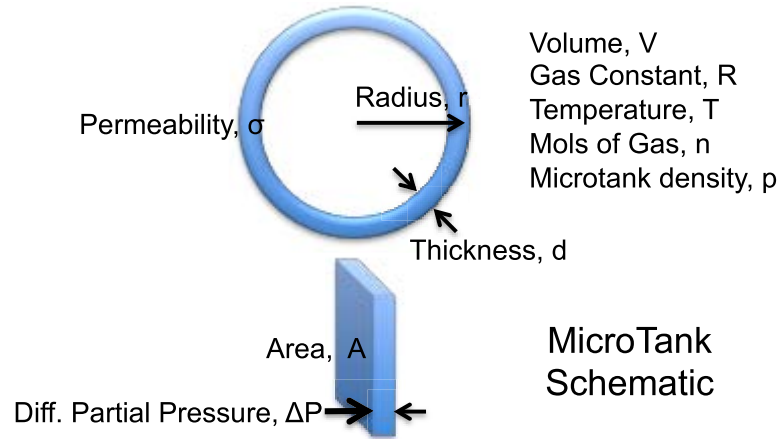 Volume, V
Gas Constant, R
Temperature, T
Mols of Gas, n
Microtank density, p
Radius, r
Permeability, σ
Thickness, d
Area, A
MicroTank
Schematic
Diff. Partial Pressure, ΔP